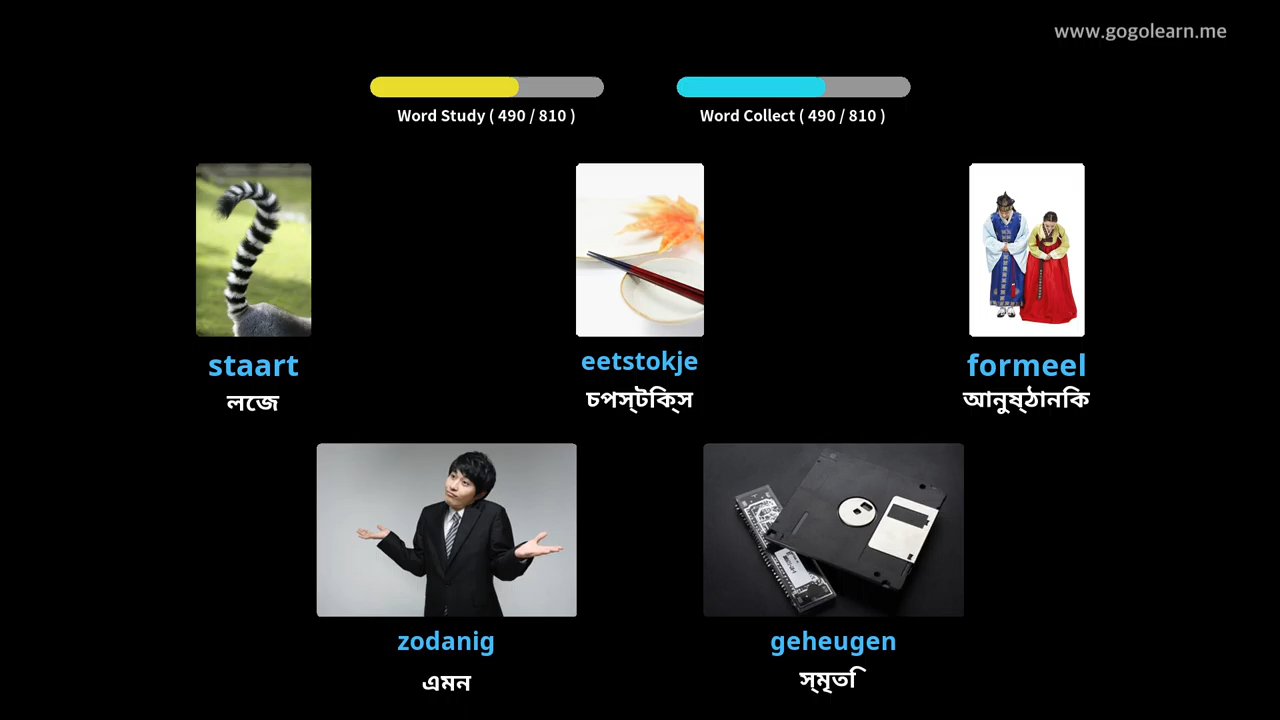 www.gogolearn.me
Word Study ( 490 / 810 )
Word Collect ( 490 / 810 )
staart
লেজ
eetstokje
চপস্টিক্স
formeel
আনুষ্ঠানিক
zodanig
এমন
geheugen
স্মৃতি